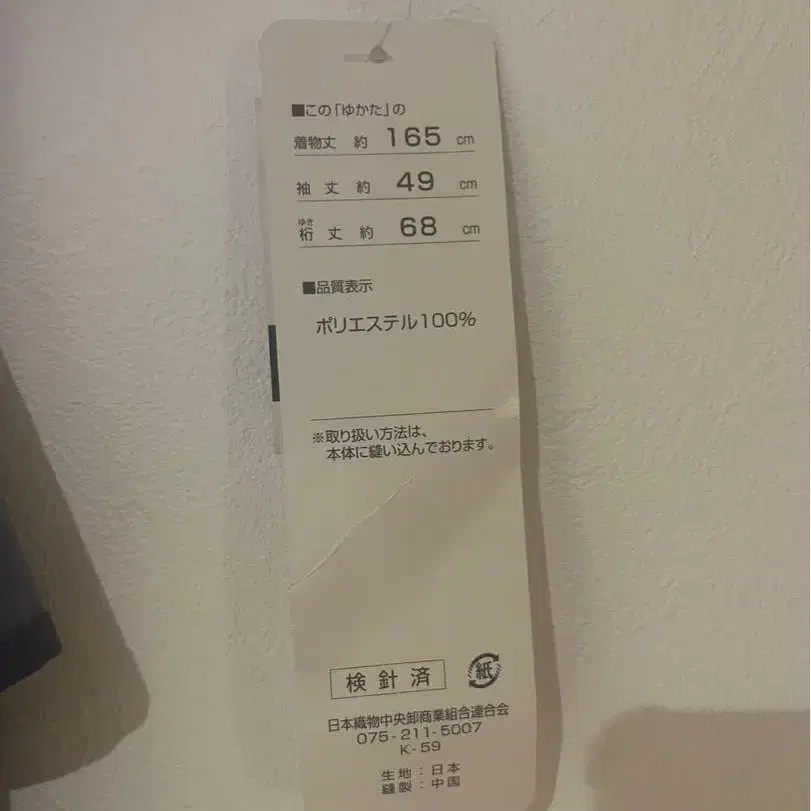 ■この「ゆかた」の
着物丈 約 165 cm
袖丈 約 49 cm
ゆき
桁丈 約 68 cm
■品質表示
ポリエステル100%
※取り扱い方法は、
本体に縫い込んでおります。
検針済
紙
日本織物中央卸商業組合連合会
075-211-5007
K-59
生地：日本
縫製：中国